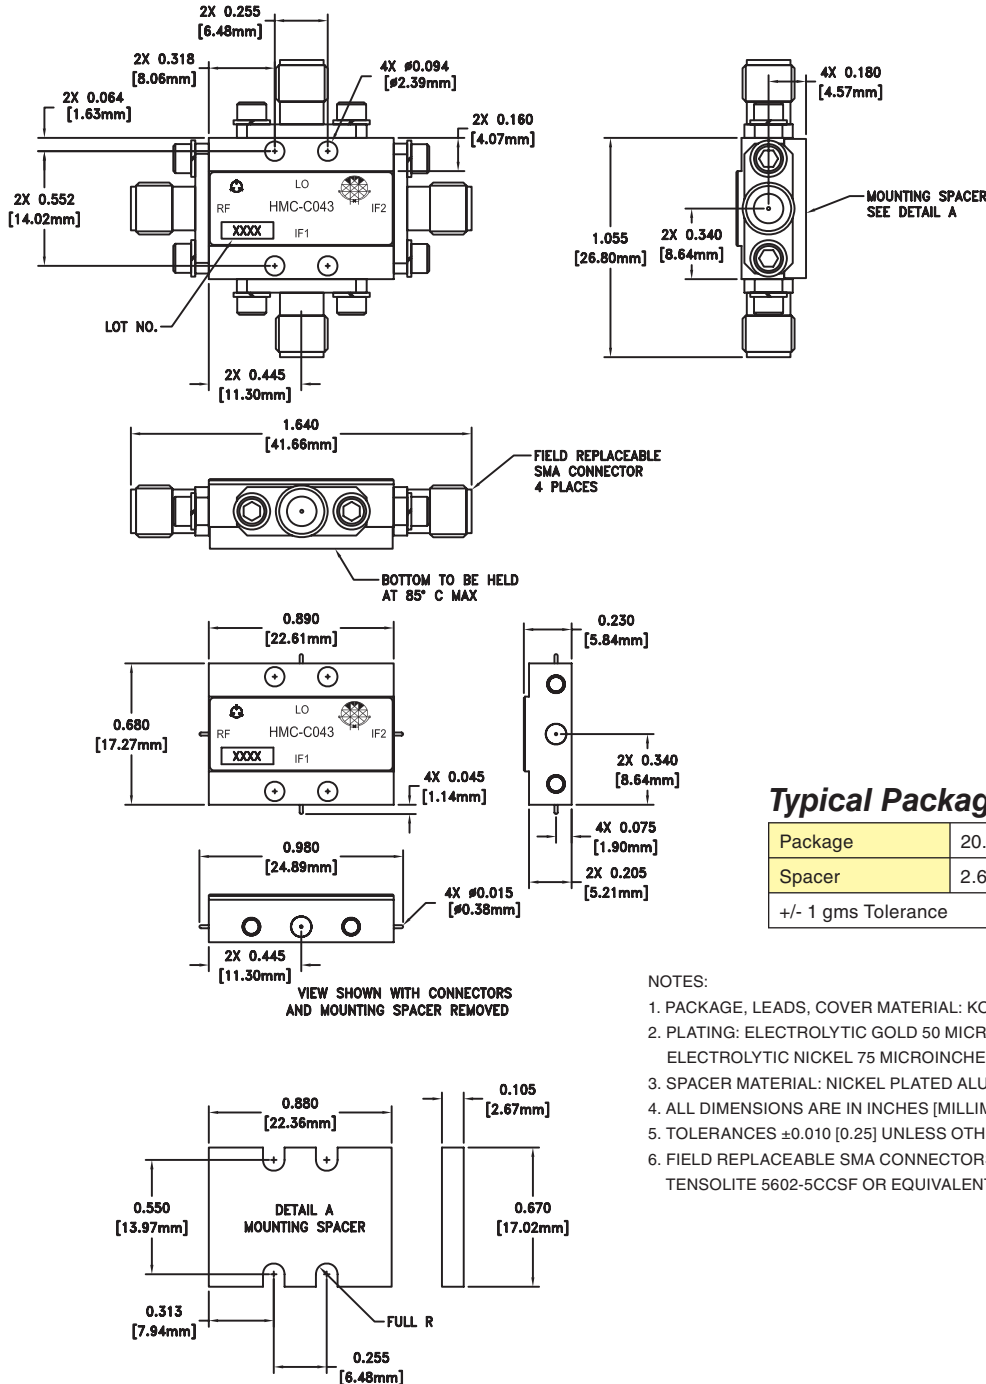 2X 0.255
[6.48mm]
2X 0.318
[8.06mm]
4X ø0.094
[ø2.39mm]
2X 0.064
[1.63mm]
2X 0.160
[4.07mm]
2X 0.552
[14.02mm]
LO
RF
HMC-C043
IF2
XXXX
IF1
LOT NO.
2X 0.445
[11.30mm]
4X 0.180
[4.57mm]
MOUNTING SPACER
SEE DETAIL A
1.055
[26.80mm]
2X 0.340
[8.64mm]
1.640
[41.66mm]
FIELD REPLACEABLE
SMA CONNECTOR
4 PLACES
BOTTOM TO BE HELD
AT 85° C MAX
0.890
[22.61mm]
0.680
[17.27mm]
LO
RF
HMC-C043
IF2
XXXX
IF1
4X 0.045
[1.14mm]
0.230
[5.84mm]
2X 0.340
[8.64mm]
4X 0.075
[1.90mm]
2X 0.205
[5.21mm]
0.980
[24.89mm]
4X ø0.015
[ø0.38mm]
2X 0.445
[11.30mm]
VIEW SHOWN WITH CONNECTORS
AND MOUNTING SPACER REMOVED
Typical Packag
Package 20.
Spacer 2.6
+/- 1 gms Tolerance
NOTES:
1. PACKAGE, LEADS, COVER MATERIAL: KO
2. PLATING: ELECTROLYTIC GOLD 50 MICR
ELECTROLYTIC NICKEL 75 MICROINCHE
3. SPACER MATERIAL: NICKEL PLATED ALU
4. ALL DIMENSIONS ARE IN INCHES [MILLIM
5. TOLERANCES ±0.010 [0.25] UNLESS OTH
6. FIELD REPLACEABLE SMA CONNECTOR
TENSOLITE 5602-5CCSF OR EQUIVALENT
0.880
[22.36mm]
0.105
[2.67mm]
0.550
[13.97mm]
DETAIL A
MOUNTING SPACER
0.670
[17.02mm]
0.313
[7.94mm]
FULL R
0.255
[6.48mm]